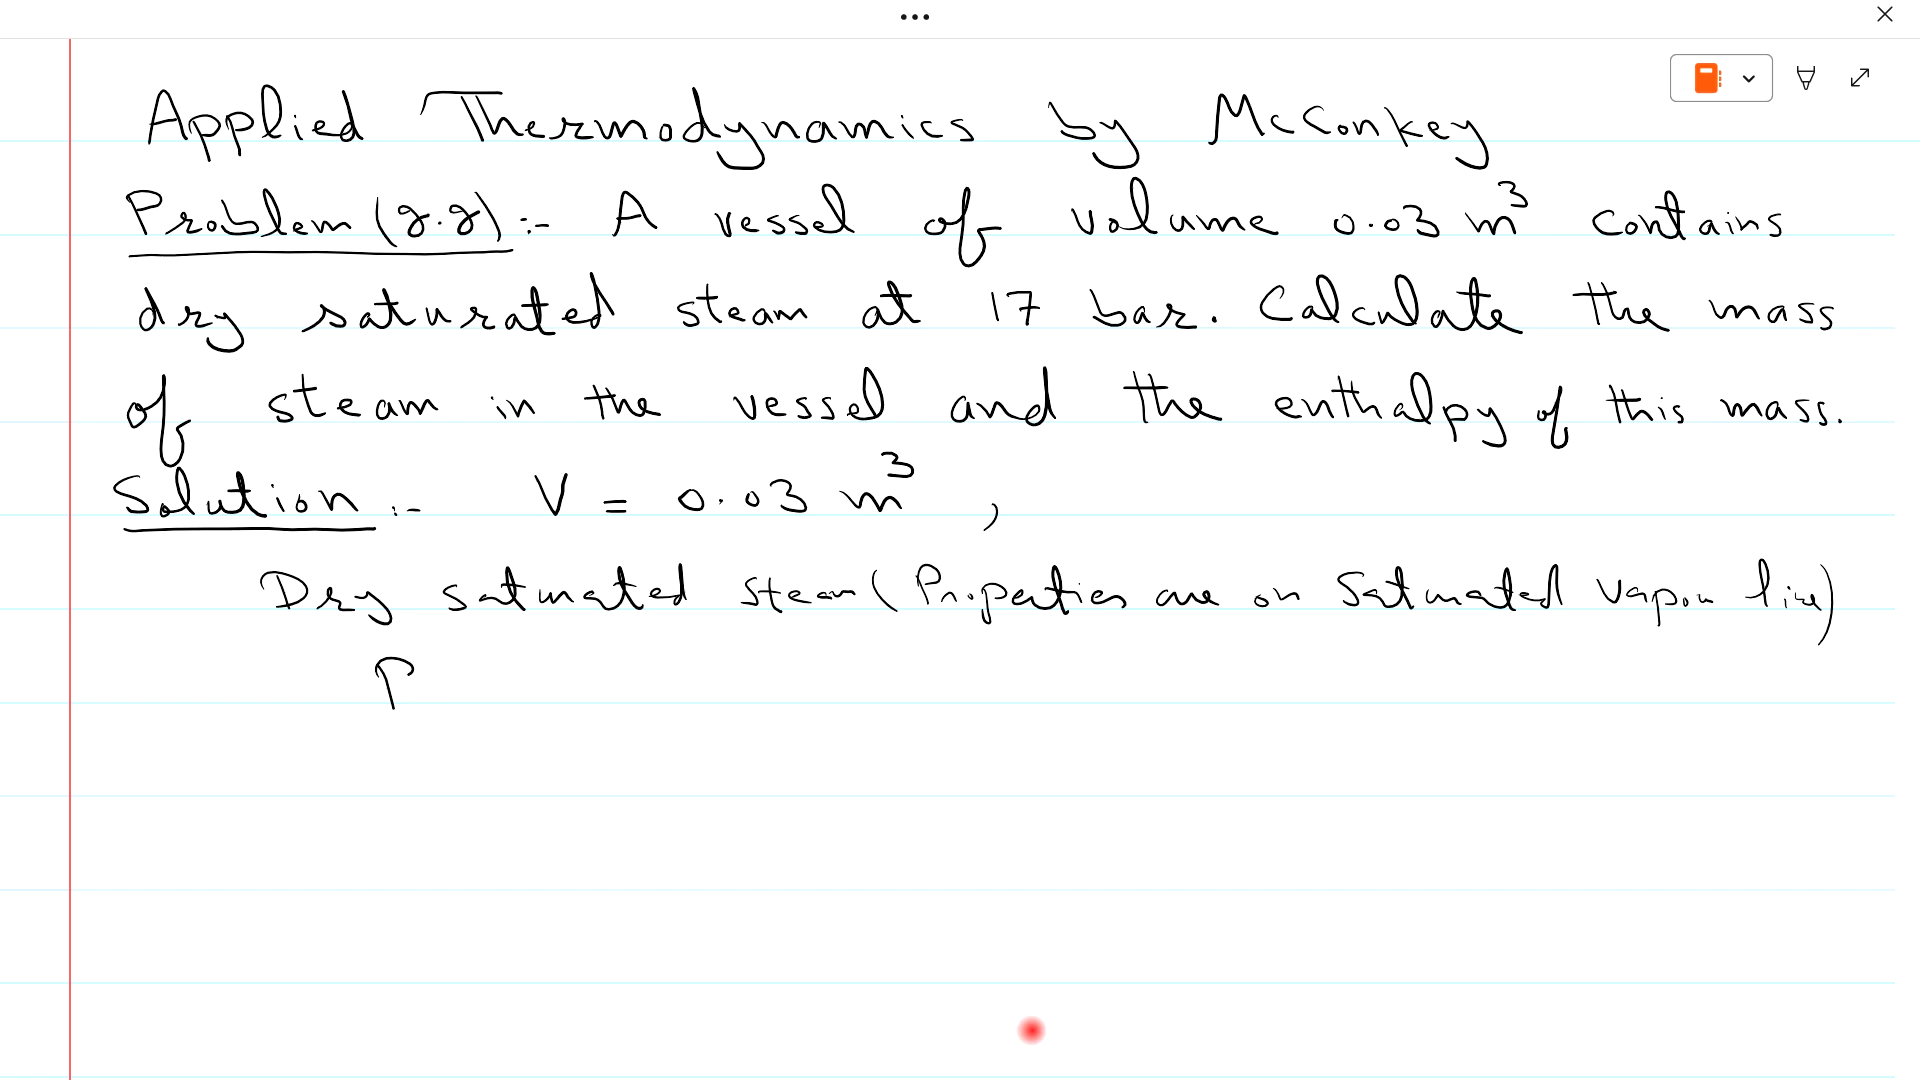 Applied Thermodynamics by McConkey
Problem (2.2) :- A vessel of volume 0.03 m³ contains
dry saturated steam at 17 bar. Calculate the mass
of steam in the vessel and the enthalpy of this mass.
Solution :- V = 0.03 m³ ,
Dry saturated steam (Properties are on Saturated vapour line)
P